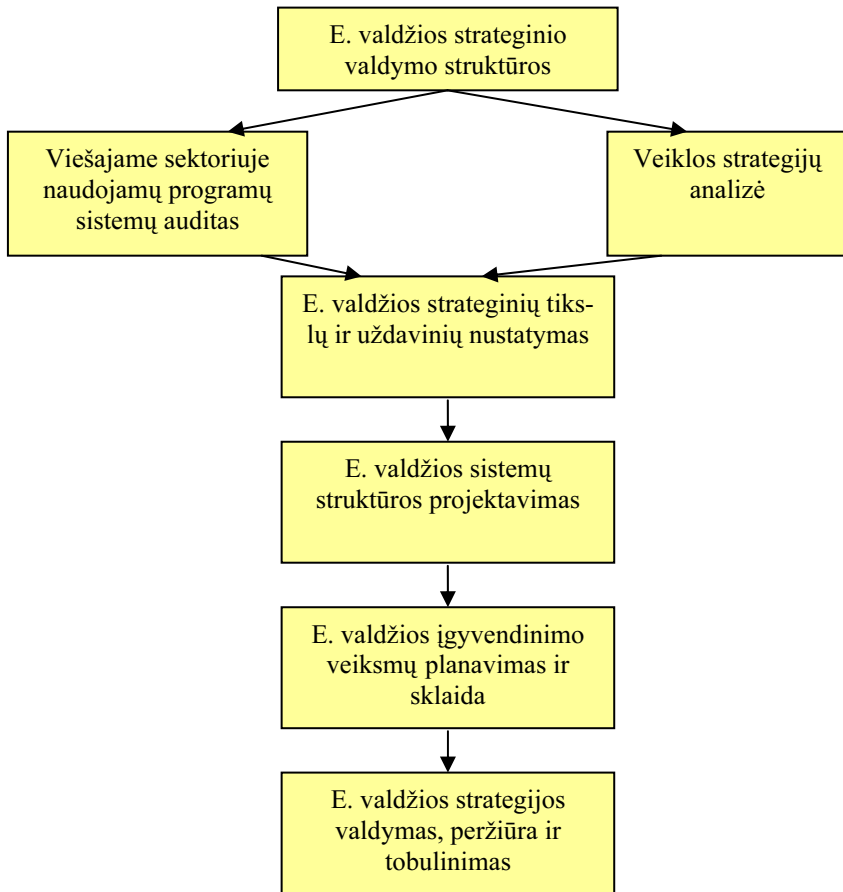 E. valdžios strateginio
valdymo struktūros
Viešajame sektoriuje
naudojamų programų
sistemų auditas
Veiklos strategijų
analizė
E. valdžios strateginių tiks-
lų ir uždavinių nustatymas
E. valdžios sistemų
struktūros projektavimas
E. valdžios įgyvendinimo
veiksmų planavimas ir
sklaida
E. valdžios strategijos
valdymas, peržiūra ir
tobulinimas